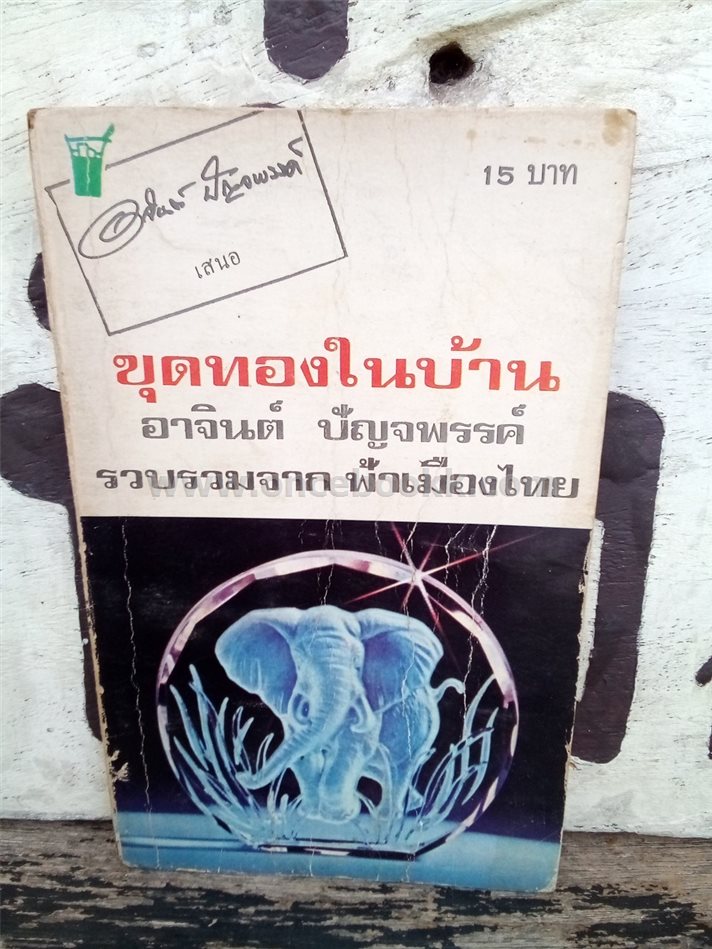 อาจินต์ ปัญจพรรค์
เสนอ
15 บาท
ขุดทองในบ้าน
อาจินต์ ปัญจพรรค์
รวบรวมจาก ฟ้าเมืองไทย